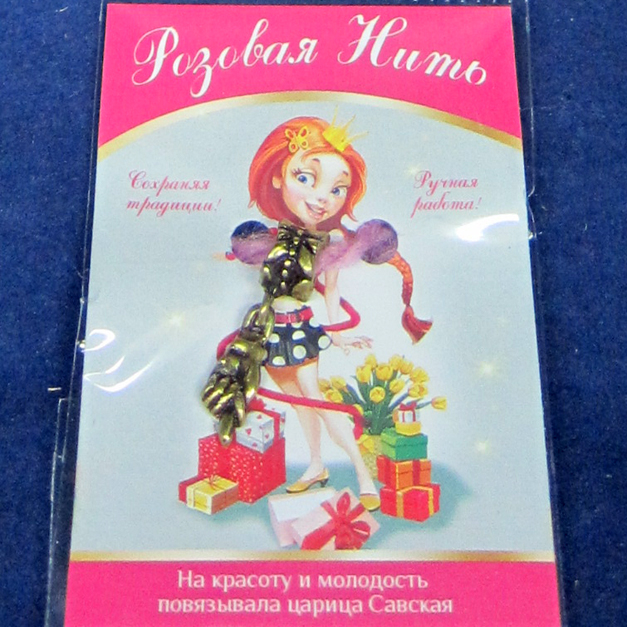 Розовая Нить
Сохраняя
традиции!
Ручная
работа!
На красоту и молодость
повязывала царица Савская